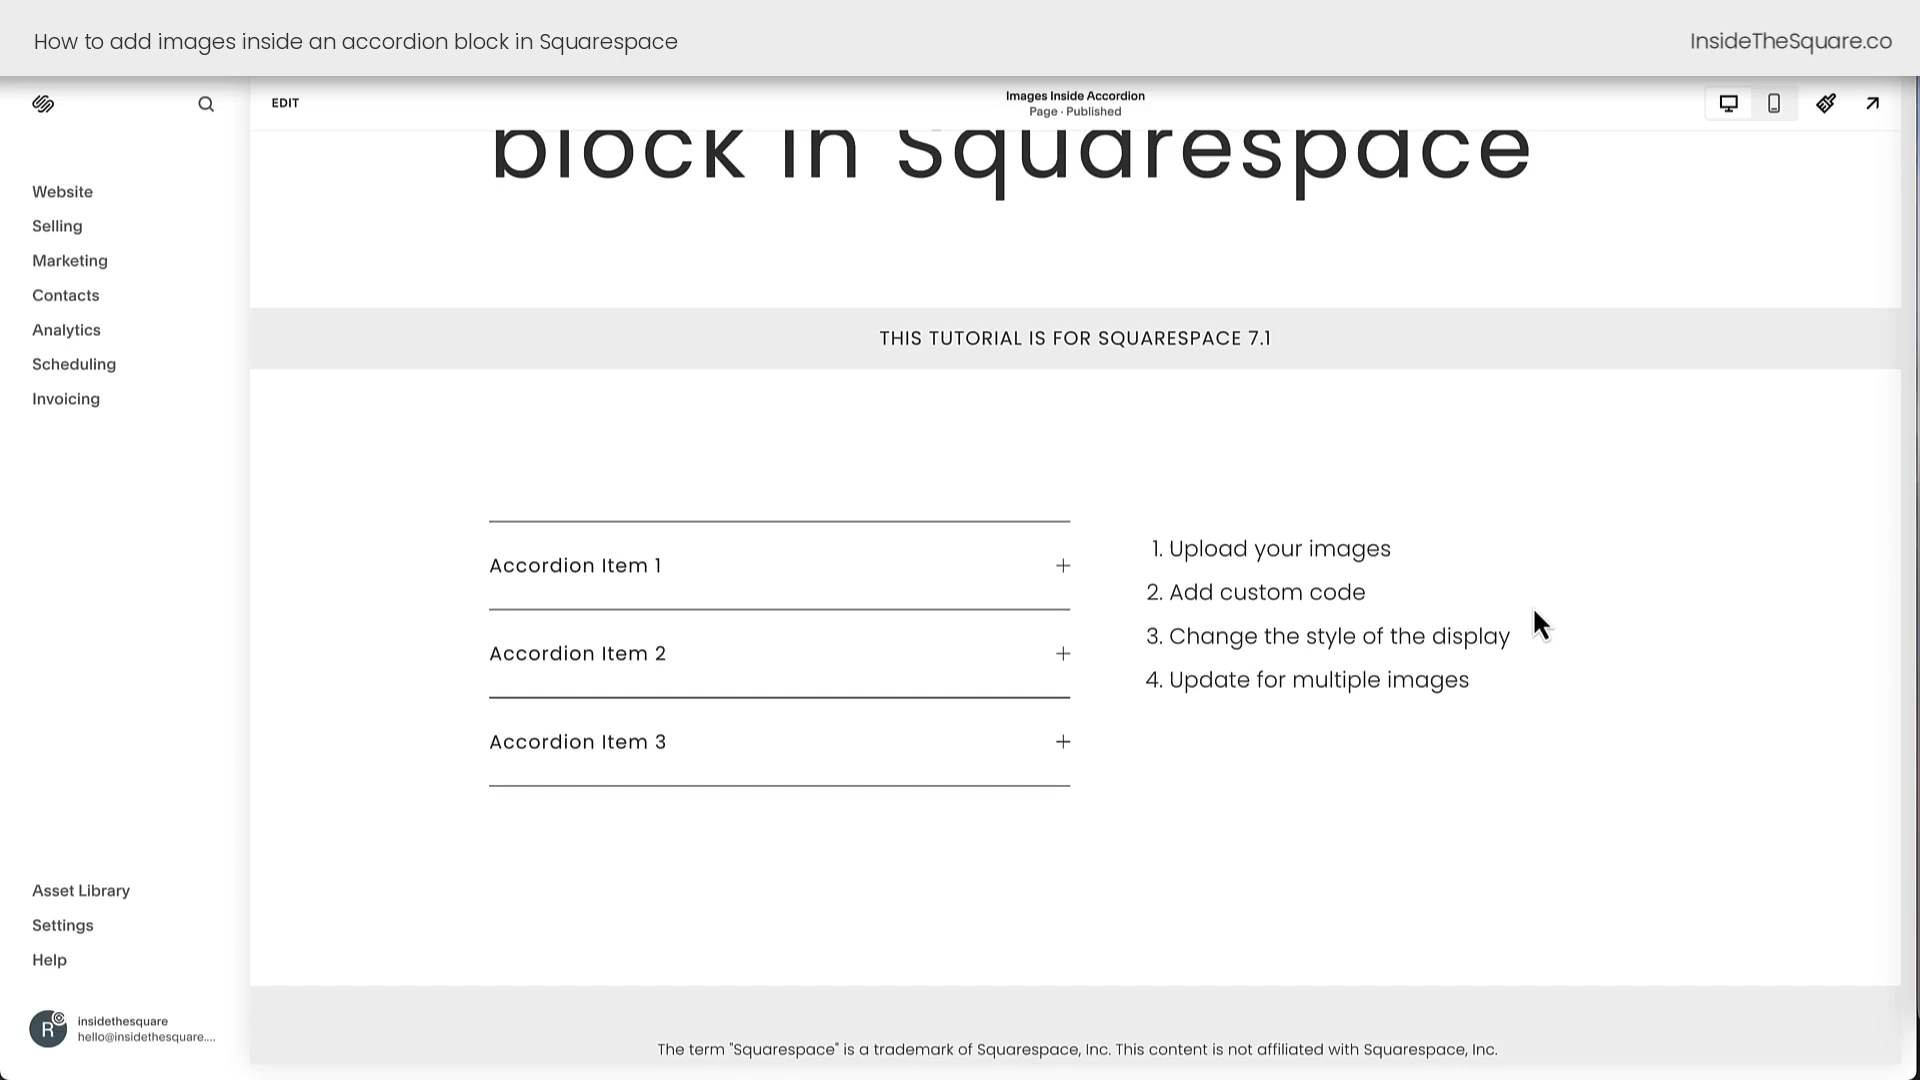 How to add images inside an accordion block in Squarespace
InsideTheSquare.co
EDIT
Images Inside Accordion
Page · Published
block in Squarespace
Website
Selling
Marketing
Contacts
Analytics
Scheduling
Invoicing
THIS TUTORIAL IS FOR SQUARESPACE 7.1
Accordion Item 1
Accordion Item 2
Accordion Item 3
1. Upload your images
2. Add custom code
3. Change the style of the display
4. Update for multiple images
Asset Library
Settings
Help
R
insidethesquare
hello@insidethesquare....
The term "Squarespace" is a trademark of Squarespace, Inc. This content is not affiliated with Squarespace, Inc.